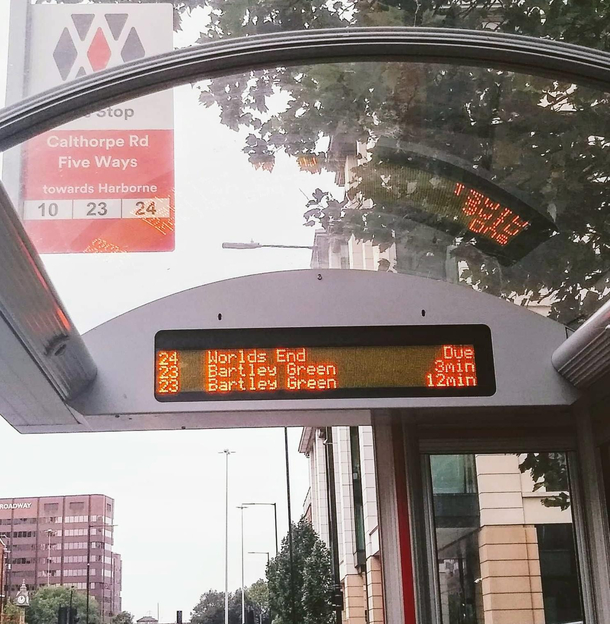 Stop
Calthorpe Rd
Five Ways
towards Harborne
10 23 24
24 Worlds End Due
23 Bartley Green 3min
23 Bartley Green 12min
ROADWAY